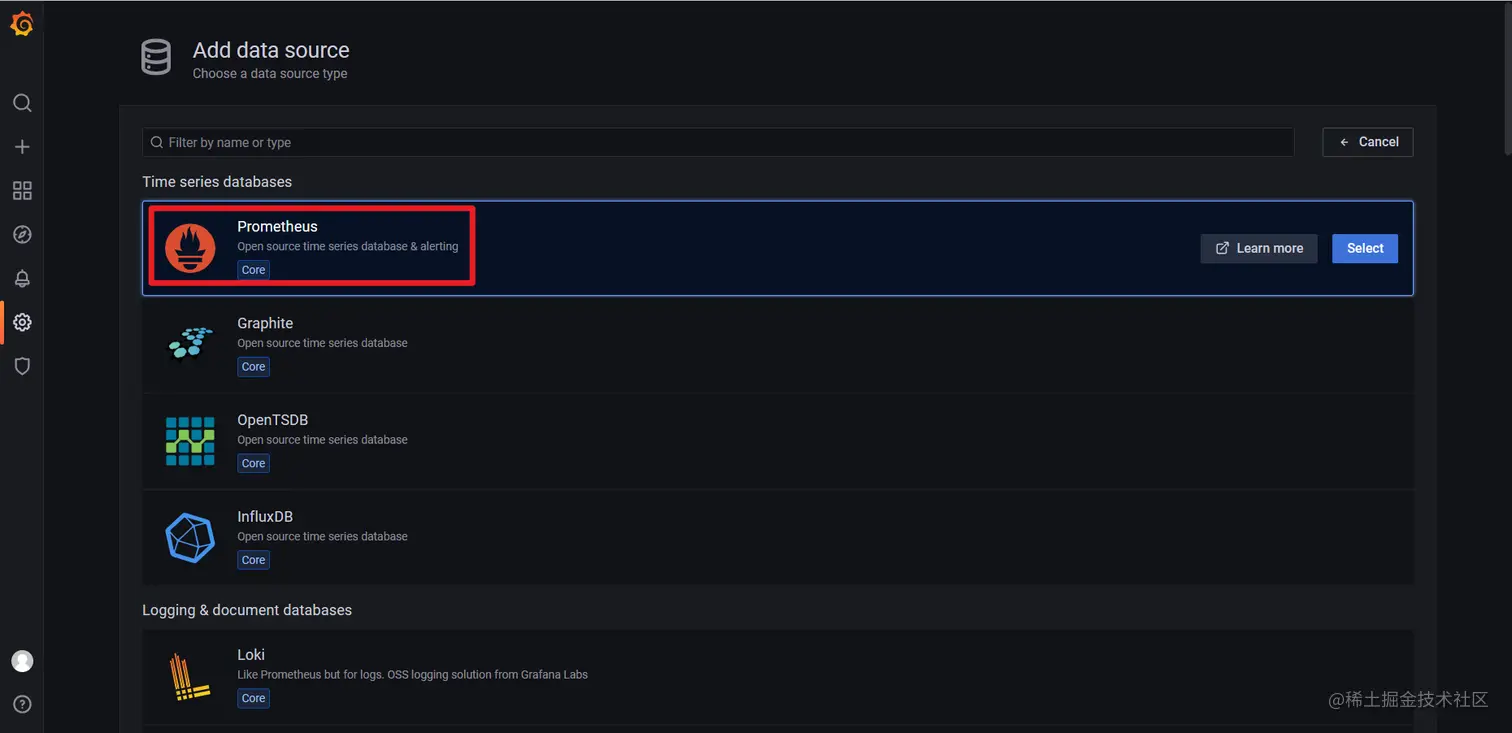 Add data source
Choose a data source type
Filter by name or type
Cancel
Time series databases
Prometheus
Open source time series database & alerting
Core
Learn more
Select
Graphite
Open source time series database
Core
OpenTSDB
Open source time series database
Core
InfluxDB
Open source time series database
Core
Logging & document databases
Loki
Like Prometheus but for logs. OSS logging solution from Grafana Labs
Core
@稀土掘金技术社区